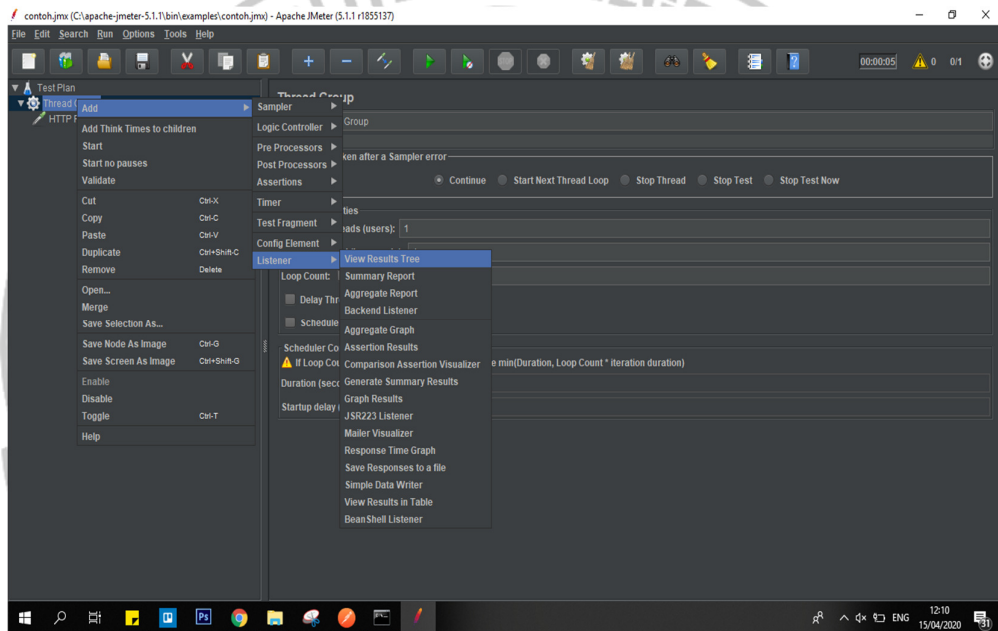 contoh.jmx (C:\apache-jmeter-5.1.1\bin\examples\contoh.jmx) - Apache JMeter (5.1.1 r1855137)
File Edit Search Run Options Tools Help
00:00:05 0 0/1
Test Plan
Thread
HTTP
Add
Add Think Times to children
Start
Start no pauses
Validate
Cut Ctrl-X
Copy Ctrl-C
Paste Ctrl-V
Duplicate Ctrl+Shift-C
Remove Delete
Open...
Merge
Save Selection As...
Save Node As Image Ctrl-G
Save Screen As Image Ctrl+Shift-G
Enable
Disable
Toggle Ctrl-T
Help
Sampler
Logic Controller
Pre Processors
Post Processors
Assertions
Timer
Test Fragment
Config Element
Listener
View Results Tree
Summary Report
Aggregate Report
Backend Listener
Aggregate Graph
Assertion Results
Comparison Assertion Visualizer
Generate Summary Results
Graph Results
JSR223 Listener
Mailer Visualizer
Response Time Graph
Save Responses to a file
Simple Data Writer
View Results in Table
BeanShell Listener
Thread Group
Group
ken after a Sampler error
Continue Start Next Thread Loop Stop Thread Stop Test Stop Test Now
ties
eads (users): 1
Loop Count:
Delay Thr
Schedule
Scheduler Co
If Loop Cou e min(Duration, Loop Count * iteration duration)
Duration (seco
Startup delay (
Ps
ENG
12:10
15/04/2020
31